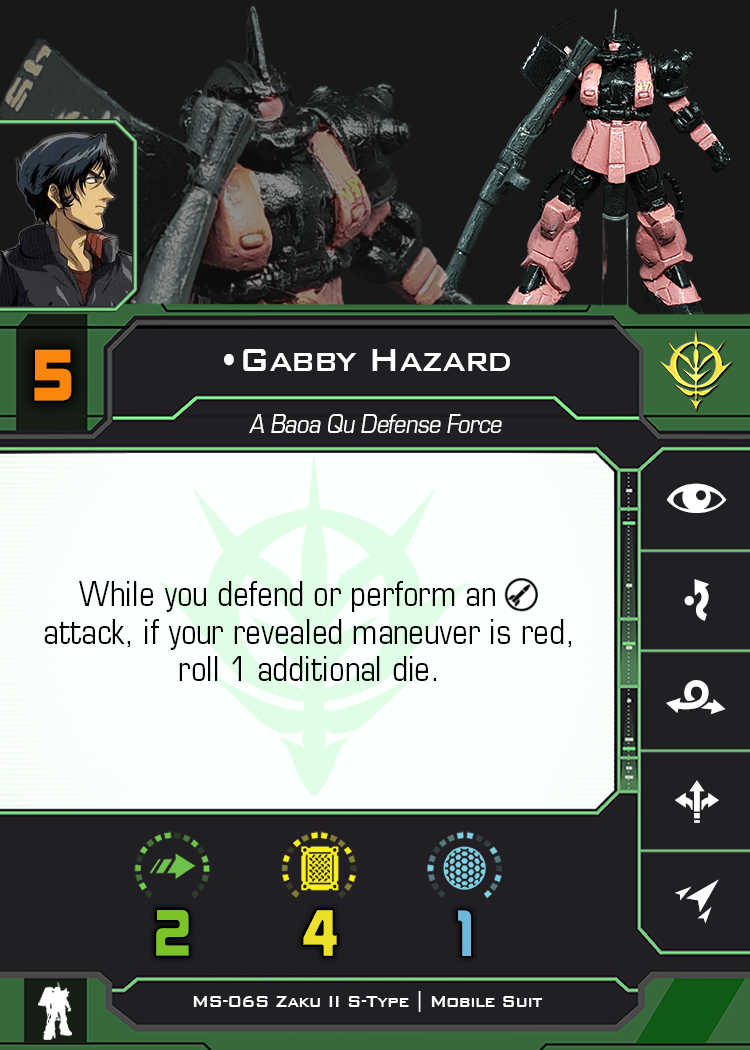 5
•Gabby Hazard
A Baoa Qu Defense Force
While you defend or perform an
attack, if your revealed maneuver is red,
roll 1 additional die.
2 4 1
MS-06S Zaku II S-Type | Mobile Suit